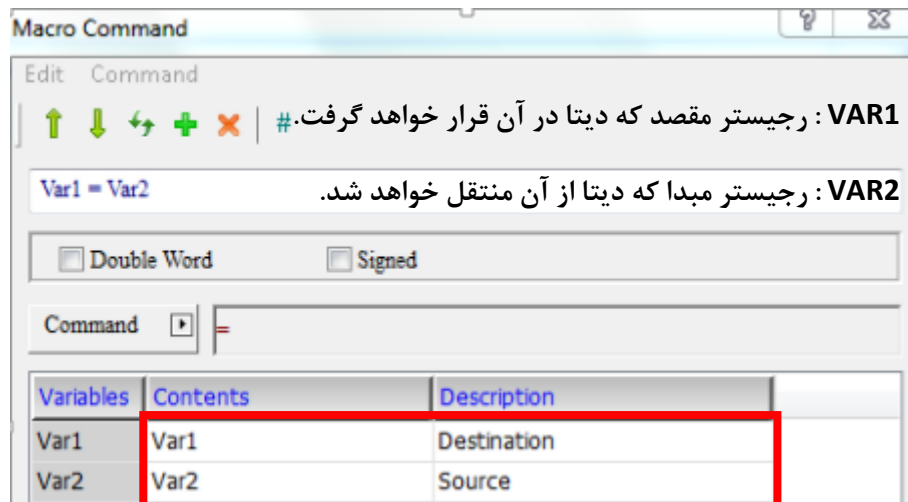 Macro Command
Edit Command
#
VAR1 : رجیستر مقصد که دیتا در آن قرار خواهد گرفت.
Var1 = Var2
VAR2 : رجیستر مبدا که دیتا از آن منتقل خواهد شد.
Double Word Signed
Command =
Variables Contents Description
Var1 Var1 Destination
Var2 Var2 Source